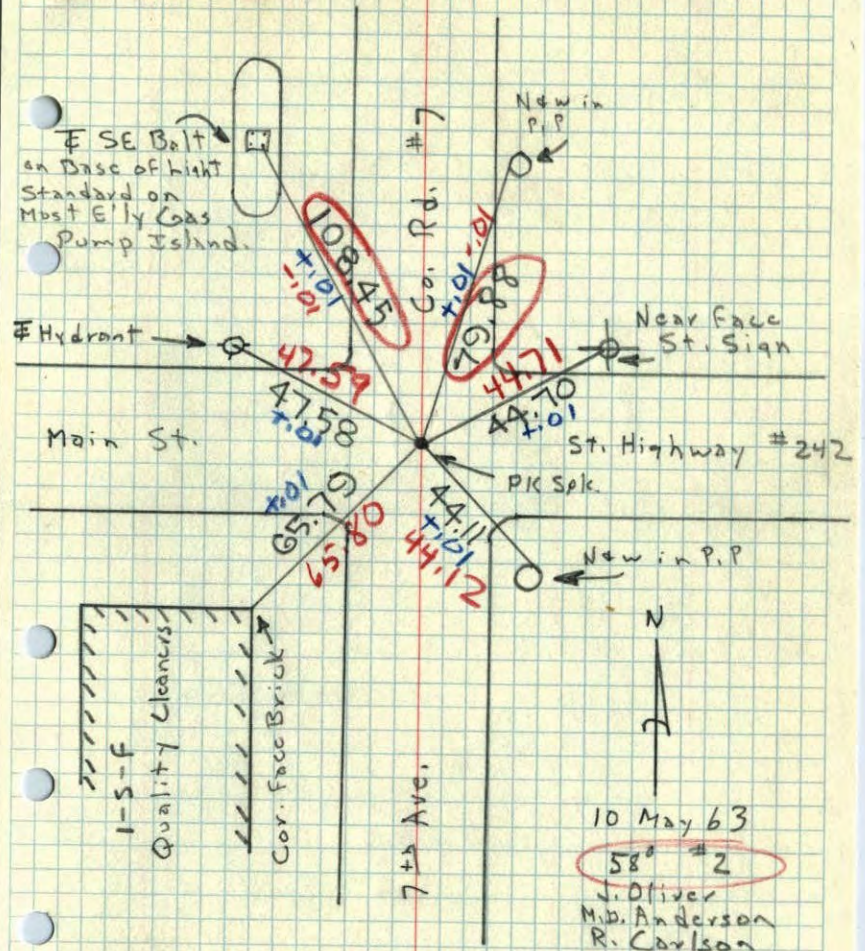 N&W in
P.P
℄ SE Bolt
on Base of Light
Standard on
Most E'ly Gas
Pump Island.
Co. Rd. #7
108.45
+.01
-.01
79.88
+.01 -.01
℄ Hydrant
Near Face
St. Sign
47.59
47.58
+.01
44.71
44.70
+.01
Main St.
St. Highway #242
PK Spk.
+.01
65.79
65.80
44.11
+.01
44.12
N&W in P.P
N
1-S-F
Quality Cleaners
Cor. Face Brick
7th Ave.
10 May 63
58° #2
J. Oliver
M.D. Anderson
R. Carlson